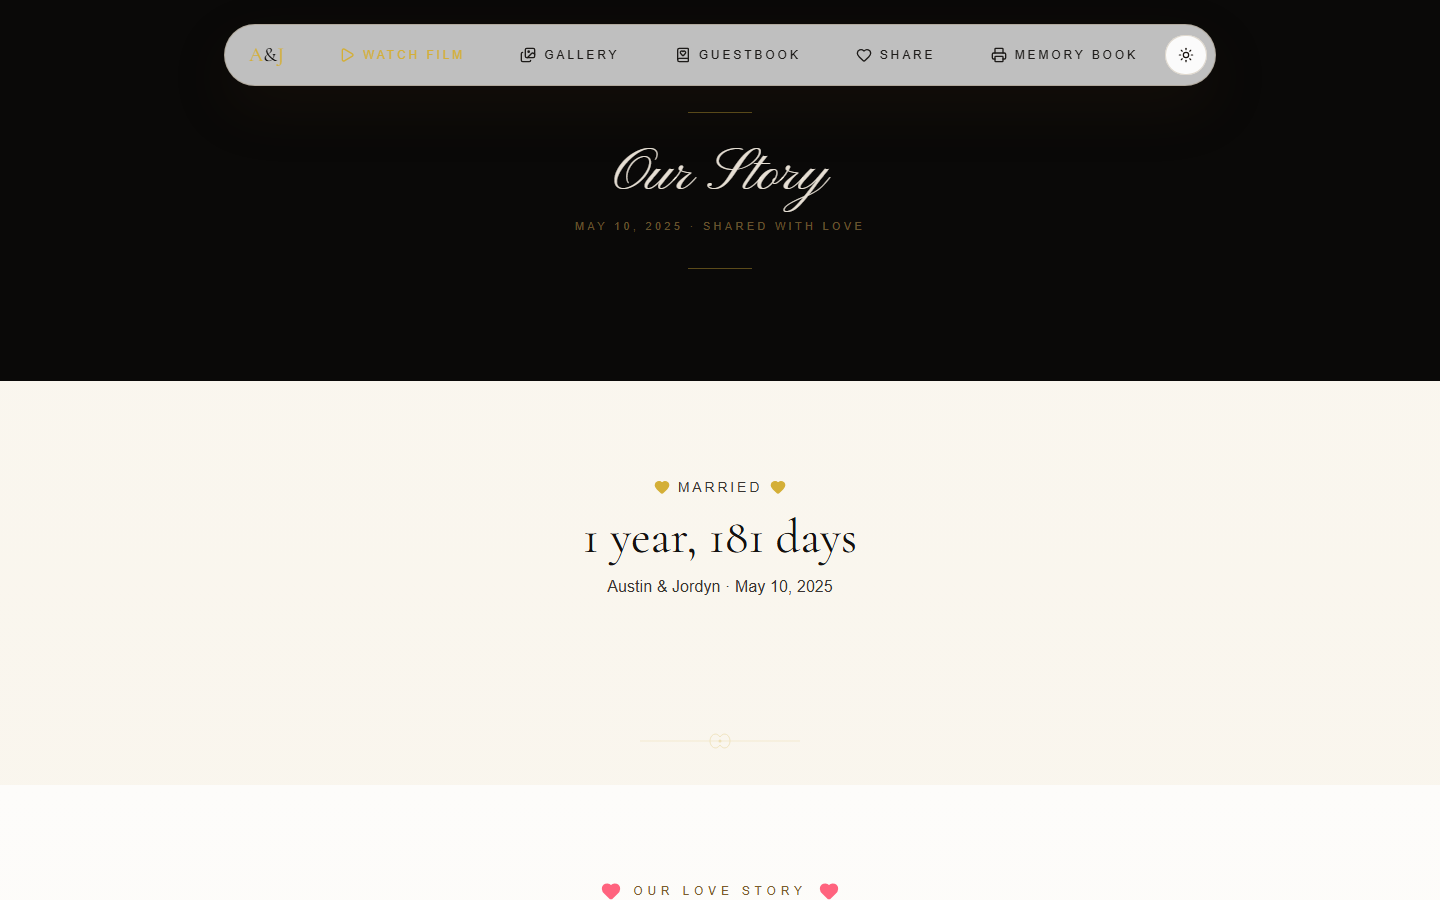 A&J WATCH FILM GALLERY GUESTBOOK SHARE MEMORY BOOK
Our Story
MAY 10, 2025 · SHARED WITH LOVE
MARRIED
1 year, 181 days
Austin & Jordyn · May 10, 2025
OUR LOVE STORY